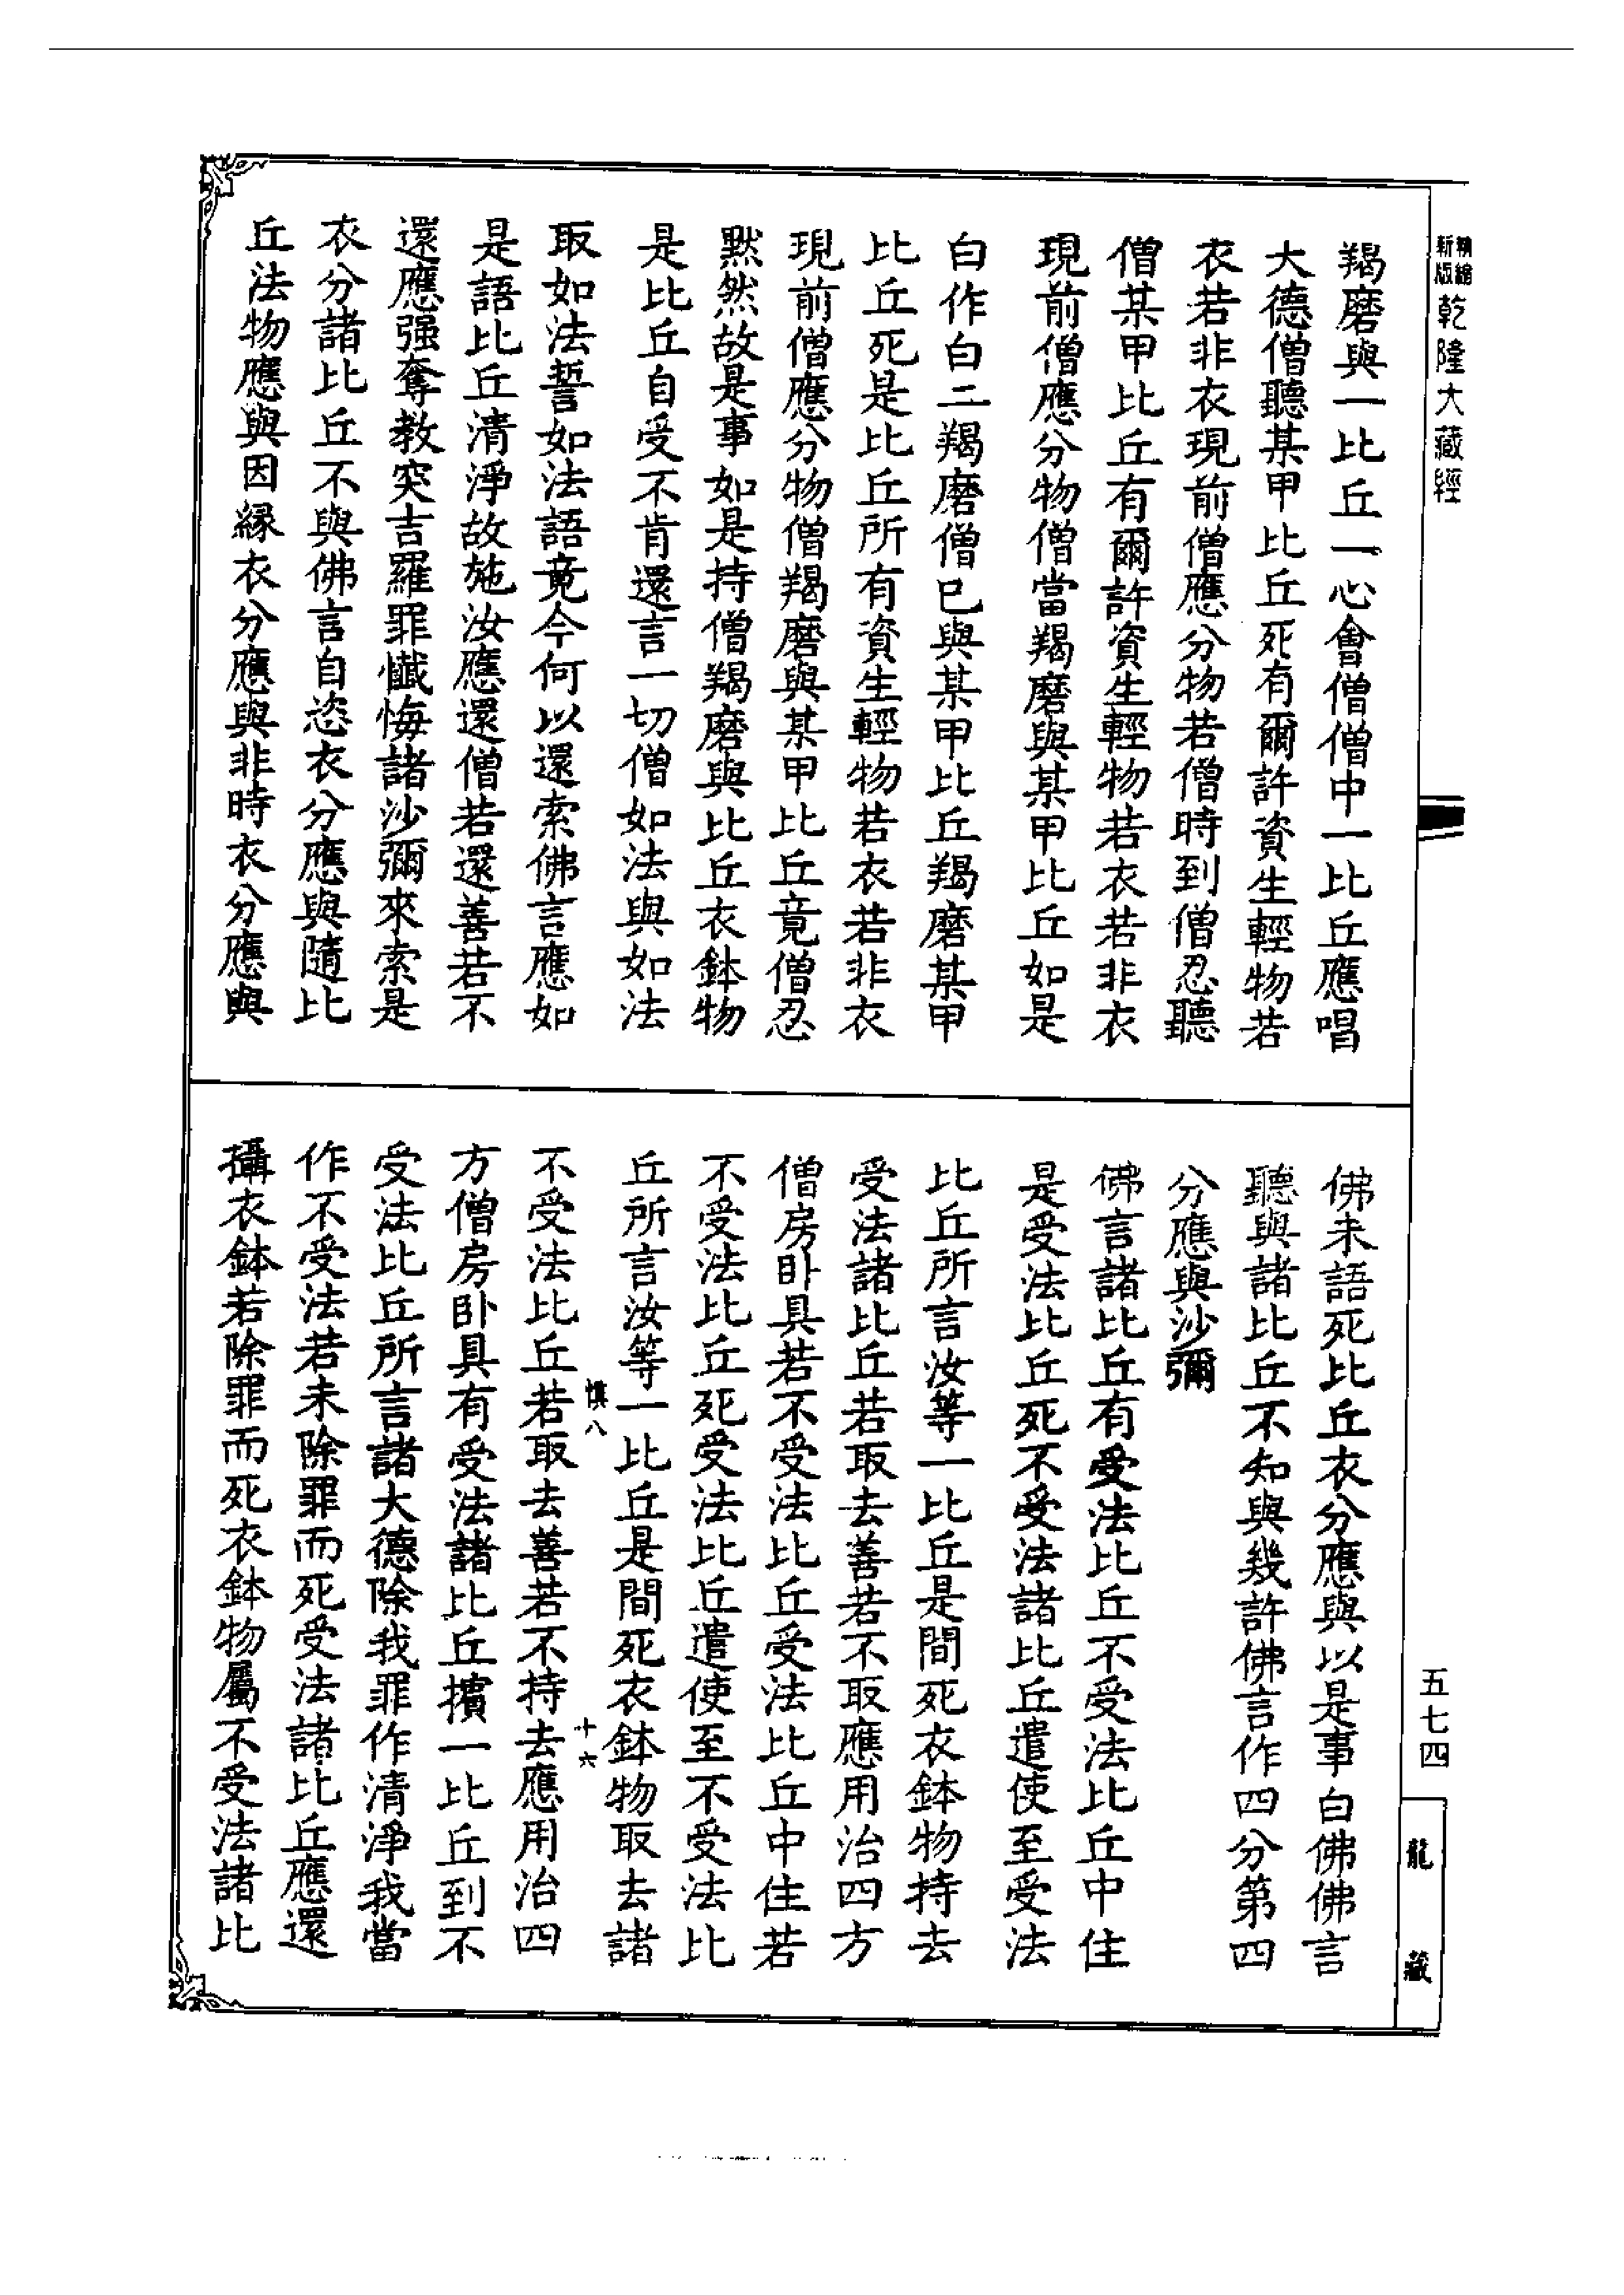 新版
精繪
乾隆大藏經
羯磨與一比丘一心會僧僧中一比丘應唱
大德僧聽某甲比丘死有爾許資生輕物若
衣若非衣現前僧應分物若僧時到僧忍聽
僧某甲比丘有爾許資生輕物若衣若非衣
現前僧應分物僧當羯磨與某甲比丘如是
白作白二羯磨僧已與某甲比丘羯磨某甲
比丘死是比丘所有資生輕物若衣若非衣
現前僧應分物僧羯磨與某甲比丘竟僧忍
黙然故是事如是持僧羯磨與比丘衣鉢物
是比丘自受不肯還言一切僧如法與如法
取如法誓如法語竟今何以還索佛言應如
是語比丘清淨故施汝應還僧若還善若不
還應强奪教突吉羅罪懺悔諸沙彌來索是
衣分諸比丘不與佛言自恣衣分應與隨比
丘法物應與因緣衣分應與非時衣分應與
佛未語死比丘衣分應與以是事白佛佛言
聽與諸比丘不知與幾許佛言作四分第四
分應與沙彌
佛言諸比丘有受法比丘不受法比丘中住
是受法比丘死不受法諸比丘遣使至受法
比丘所言汝等一比丘是間死衣鉢物持去
受法諸比丘若取去善若不取應用治四方
僧房卧具若不受法比丘受法比丘中住若
不受法比丘死受法比丘遣使至不受法比
丘所言汝等一比丘是間死衣鉢物取去諸
慎八
十六
不受法比丘若取去善若不持去應用治四
方僧房卧具有受法諸比丘擯一比丘到不
受法比丘所言諸大德除我罪作清淨我當
作不受法若未除罪而死受法諸比丘應還
攝衣鉢若除罪而死衣鉢物屬不受法諸比
五七四
龍藏